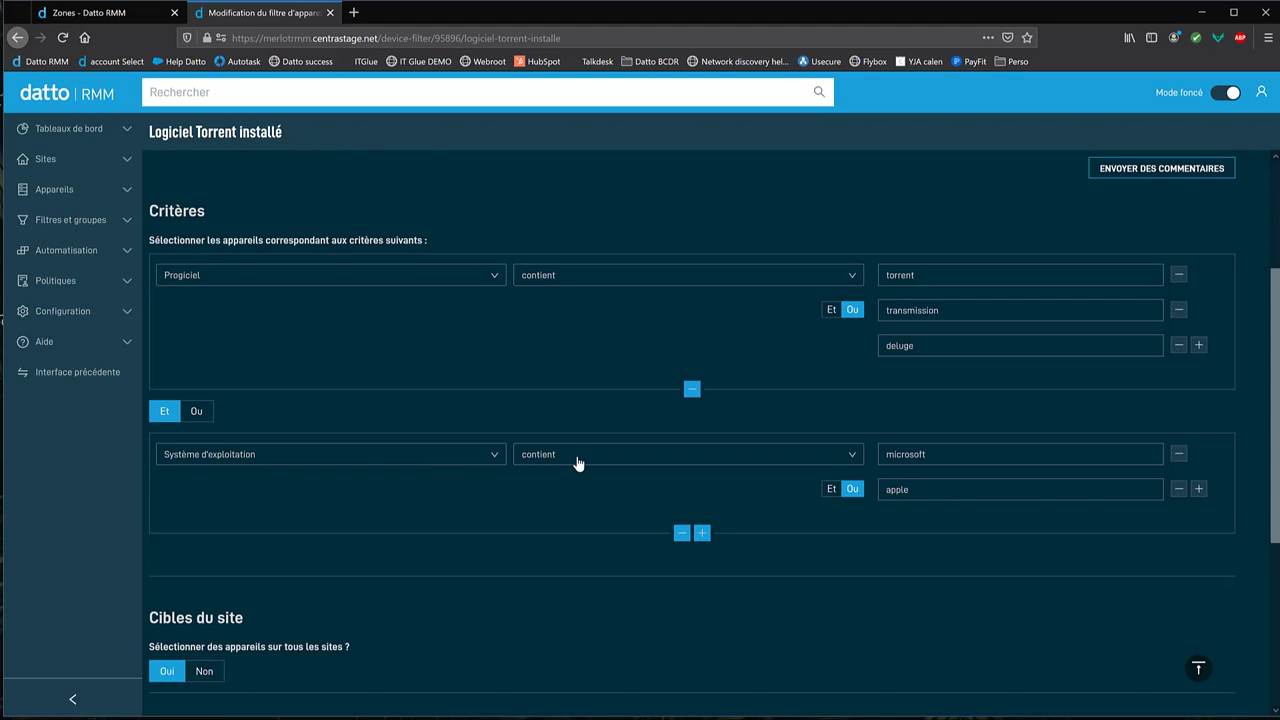 Zones - Datto RMM
Modification du filtre d'apparei
https://merlotrmm.centrastage.net/device-filter/95896/logiciel-torrent-installe
Datto RMM
account Select
Help Datto
Autotask
Datto success
ITGlue
IT Glue DEMO
Webroot
HubSpot
Talkdesk
Datto BCDR
Network discovery hel...
Usecure
Flybox
YJA calen
PayFit
Perso
datto | RMM
Rechercher
Mode foncé
Tableaux de bord
Sites
Appareils
Filtres et groupes
Automatisation
Politiques
Configuration
Aide
Interface précédente
Logiciel Torrent installé
ENVOYER DES COMMENTAIRES
Critères
Sélectionner les appareils correspondant aux critères suivants :
Progiciel
contient
torrent
Et
Ou
transmission
deluge
Et
Ou
Système d'exploitation
contient
microsoft
Et
Ou
apple
Cibles du site
Sélectionner des appareils sur tous les sites ?
Oui
Non